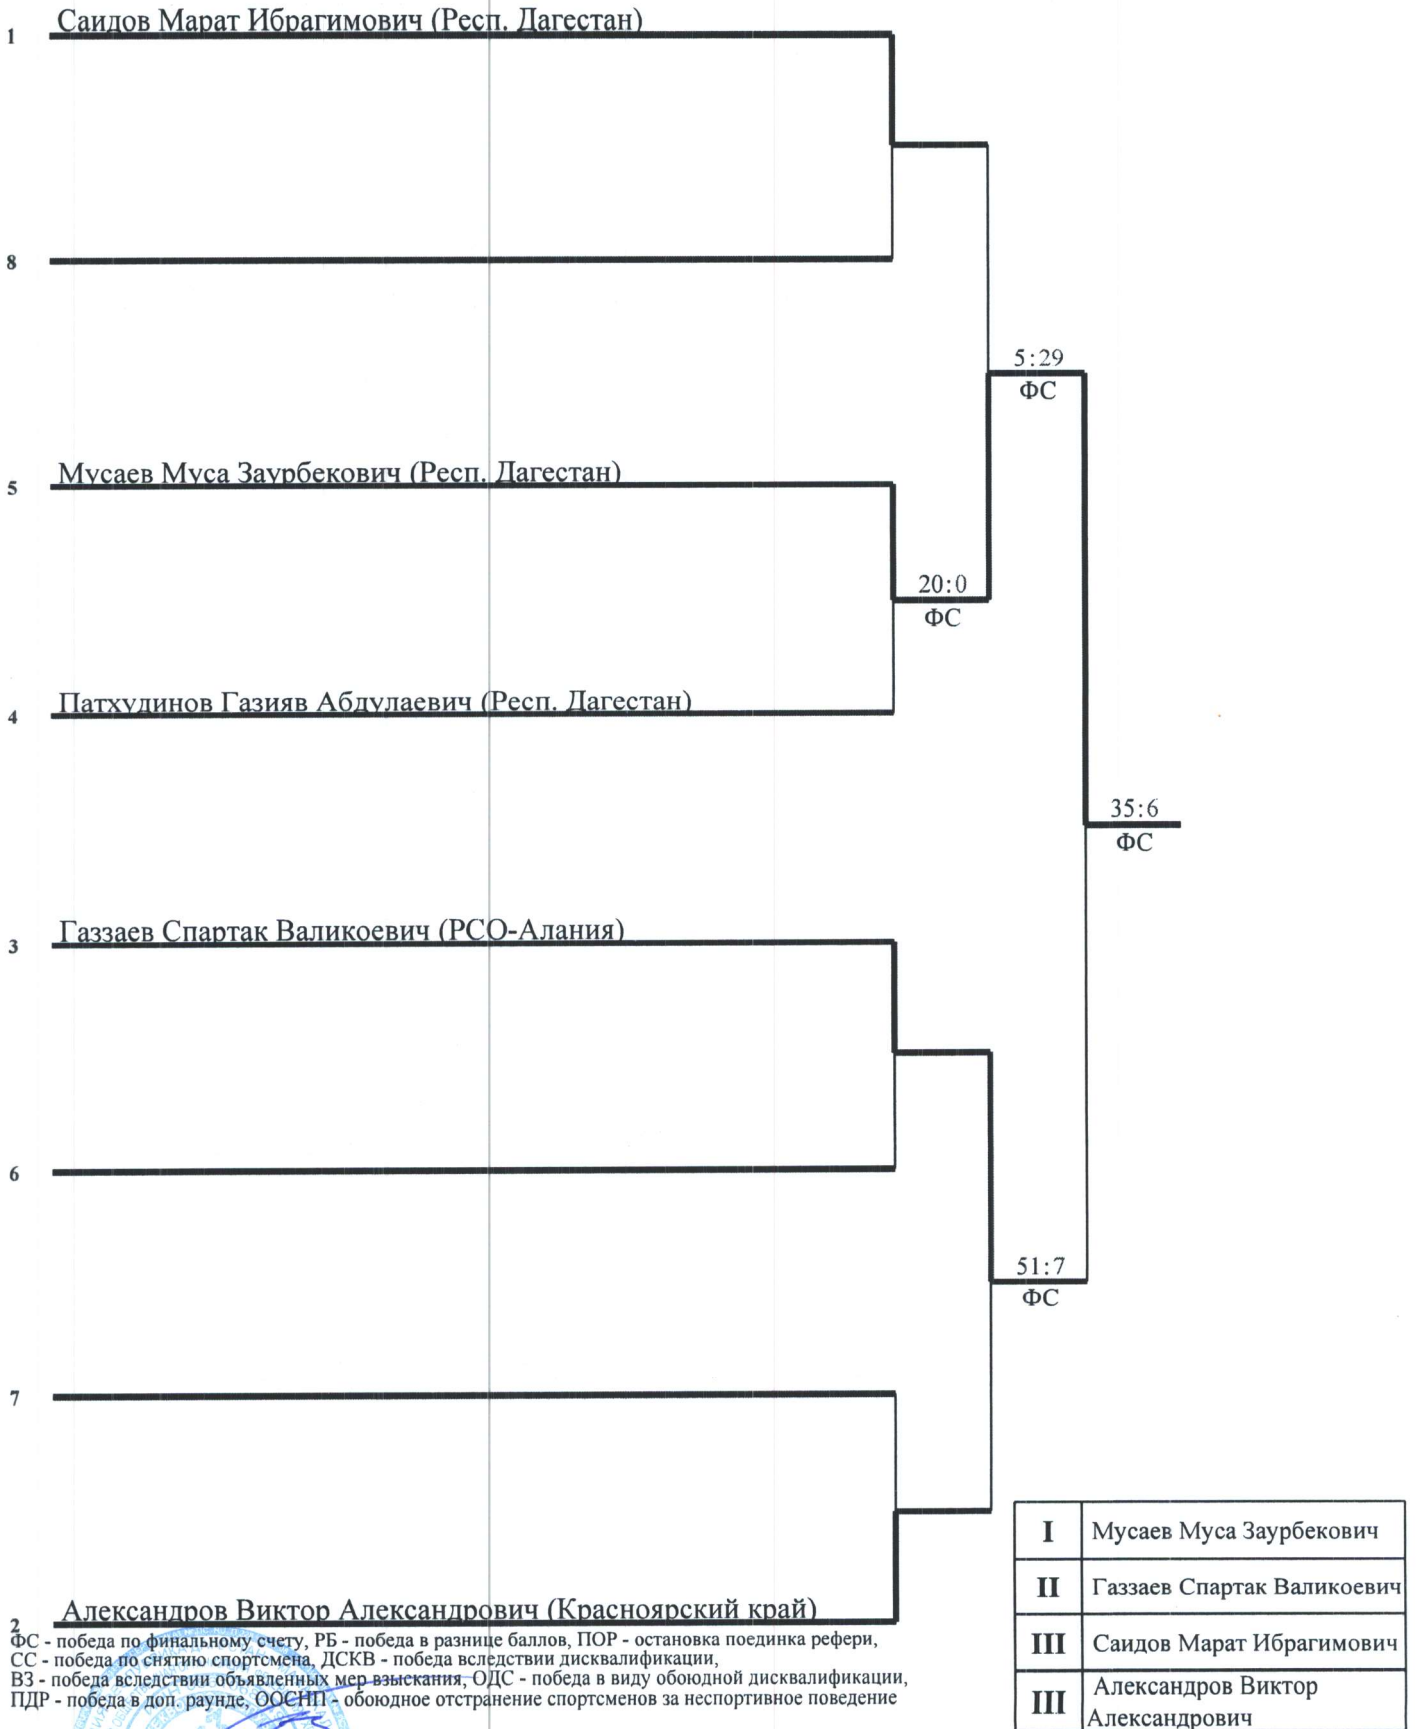 Саидов Марат Ибрагимович (Респ. Дагестан)
1
8
5:29
ФС
Мусаев Муса Заурбекович (Респ. Дагестан)
5
20:0
ФС
Патхудинов Газияв Абдулаевич (Респ. Дагестан)
4
35:6
ФС
Газзаев Спартак Валикоевич (РСО-Алания)
3
6
51:7
ФС
7
Александров Виктор Александрович (Красноярский край)
2
ФС - победа по финальному счету, РБ - победа в разнице баллов, ПОР - остановка поединка рефери,
СС - победа по снятию спортсмена, ДСКВ - победа вследствии дисквалификации,
ВЗ - победа вследствии объявленных мер взыскания, ОДС - победа в виду обоюдной дисквалификации,
ПДР - победа в доп. раунде, ООСНП - обоюдное отстранение спортсменов за неспортивное поведение
I Мусаев Муса Заурбекович
II Газзаев Спартак Валикоевич
III Саидов Марат Ибрагимович
III Александров Виктор
Александрович